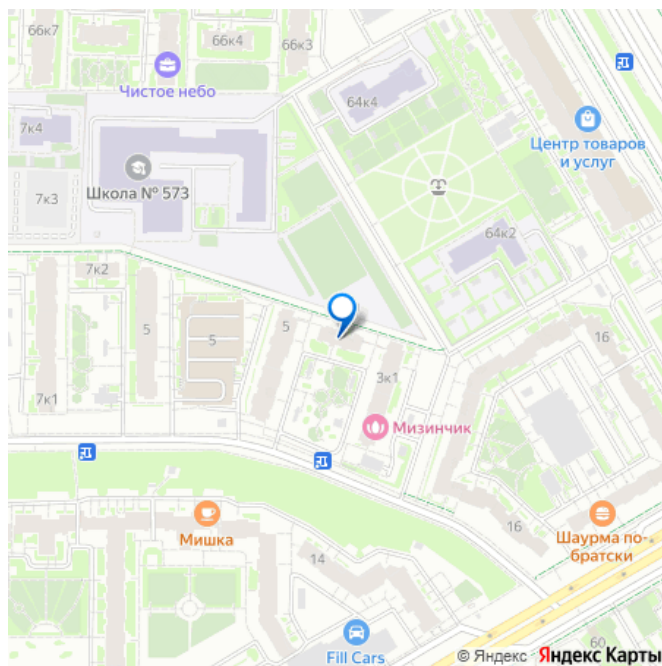 66к7
66к4
66к3
Чистое небо
64к4
Центр товаров
и услуг
7к4
Школа № 573
7к3
64к2
7к2
5
5
5
16
3к1
7к1
Мизинчик
Мишка
16
Шаурма по-
братски
14
Fill Cars
60
© Яндекс Яндекс Карты